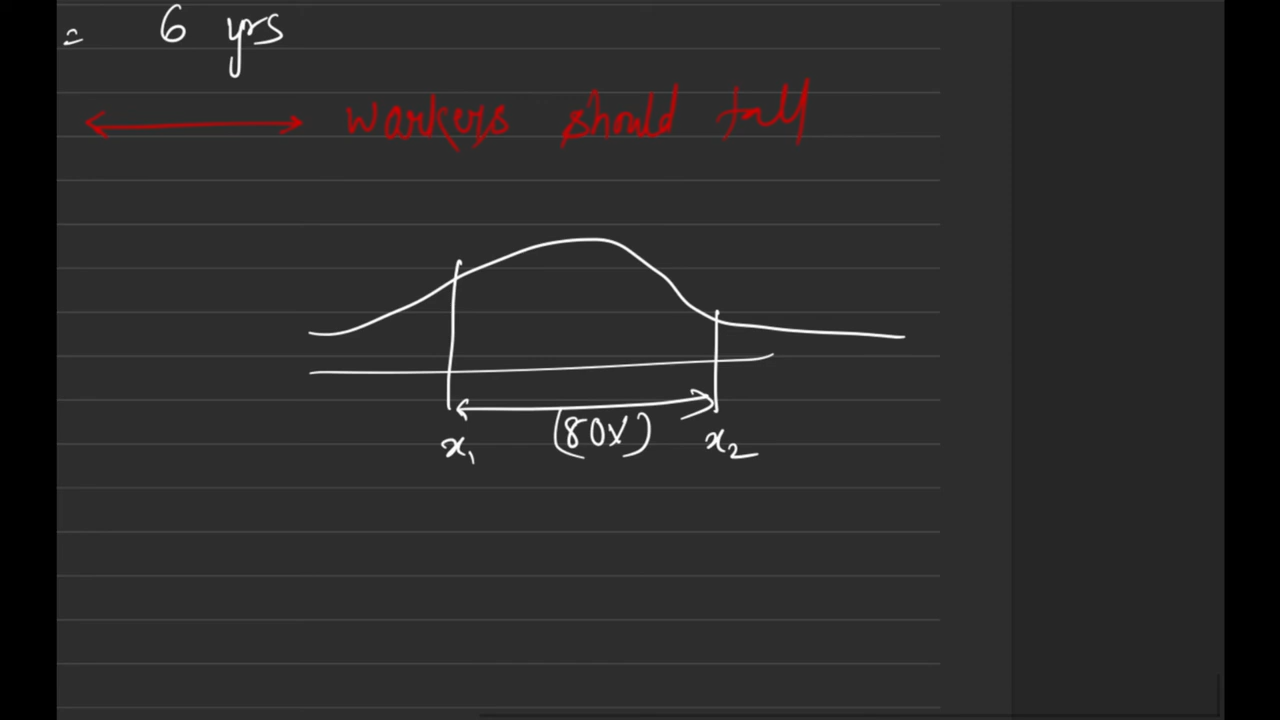 = 6 yrs
workers should fall
(80%)
x₁ x₂